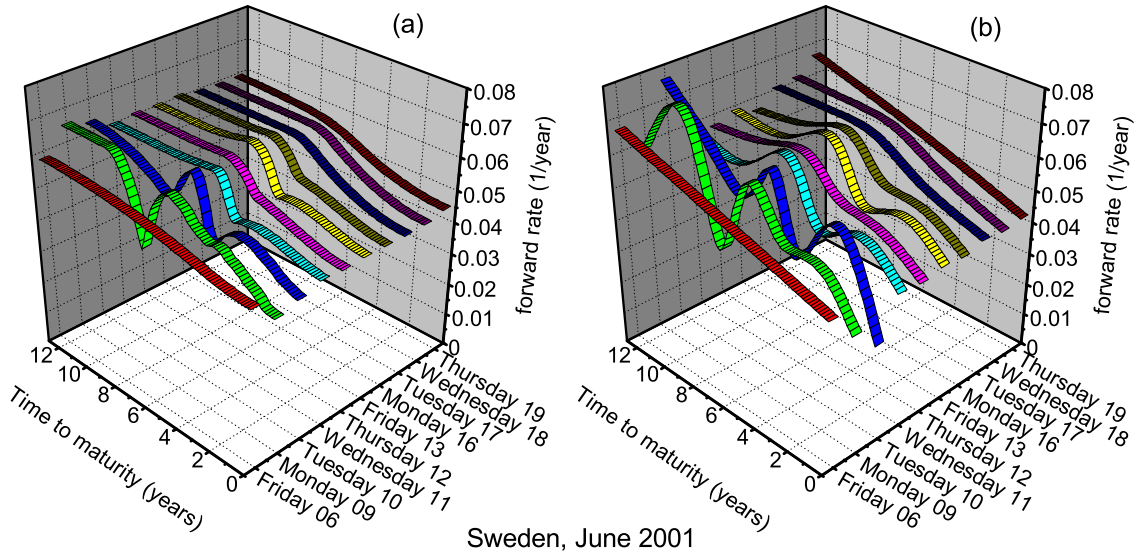 (a)
0.08
0.07
0.06
0.05
0.04
0.03
0.02
0.01
0
forward rate (1/year)
12
10
8
6
4
2
0
Time to maturity (years)
Thursday 19
Wednesday 18
Tuesday 17
Monday 16
Friday 13
Thursday 12
Wednesday 11
Tuesday 10
Monday 09
Friday 06
(b)
0.08
0.07
0.06
0.05
0.04
0.03
0.02
0.01
0
forward rate (1/year)
12
10
8
6
4
2
0
Time to maturity (years)
Thursday 19
Wednesday 18
Tuesday 17
Monday 16
Friday 13
Thursday 12
Wednesday 11
Tuesday 10
Monday 09
Friday 06
Sweden, June 2001